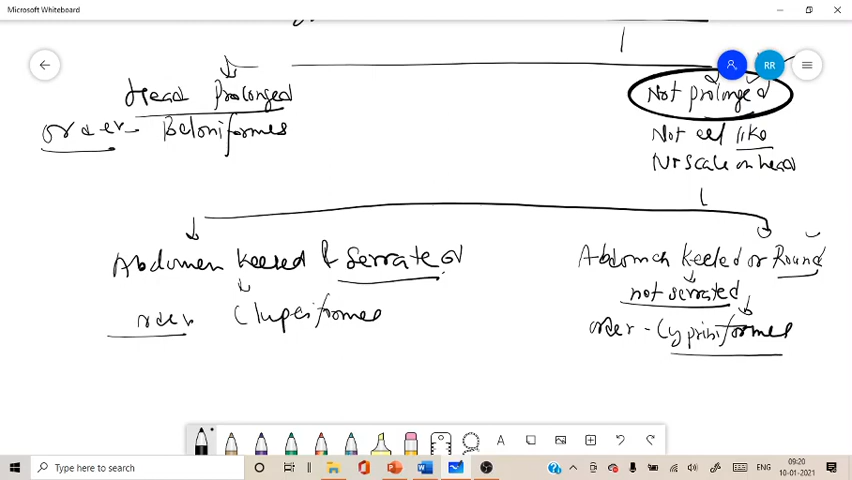 Microsoft Whiteboard
RR
Head Prolonged
order - Beloniformes
Not prolonged
Not eel like
No scale on head
Abdomen keeled & Serrated
order Clupeiformes
Abdomen keeled or Round
not serrated
order - Cypriniformes
A
Type here to search
ENG
09:20
10-01-2021